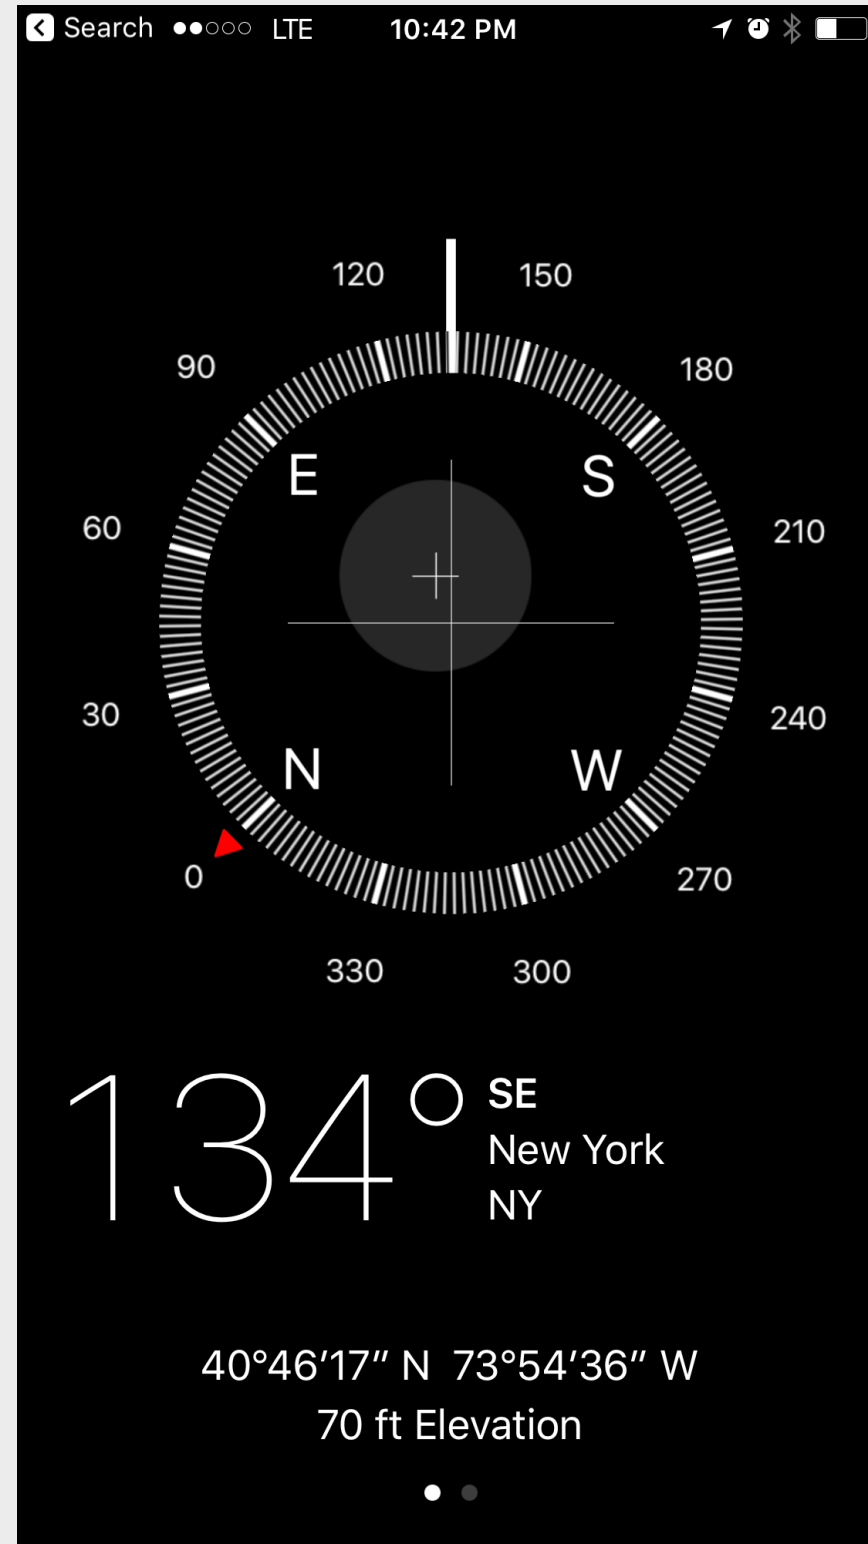 Search LTE 10:42 PM
120 150
90 180
E S
60 210
30 240
N W
0 270
330 300
134° SE
New York
NY
40°46′17″ N 73°54′36″ W
70 ft Elevation